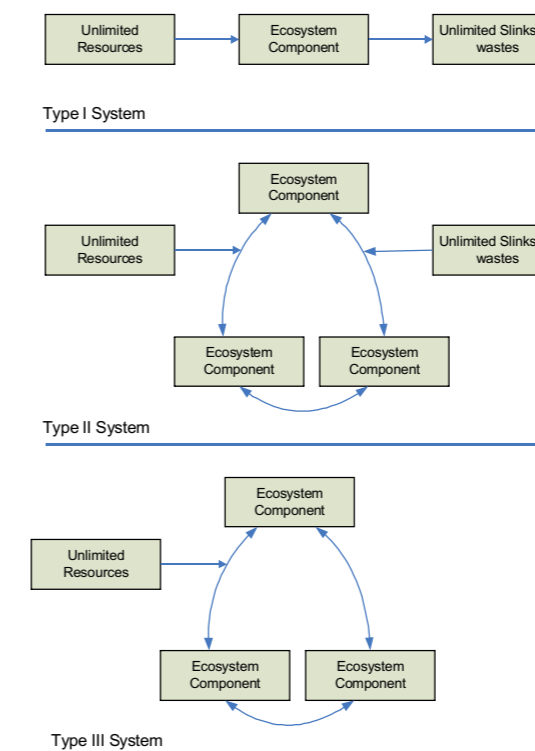 Unlimited
Resources
Ecosystem
Component
Unlimited Slinks
wastes
Type I System
Ecosystem
Component
Unlimited
Resources
Unlimited Slinks
wastes
Ecosystem
Component
Ecosystem
Component
Type II System
Ecosystem
Component
Unlimited
Resources
Ecosystem
Component
Ecosystem
Component
Type III System